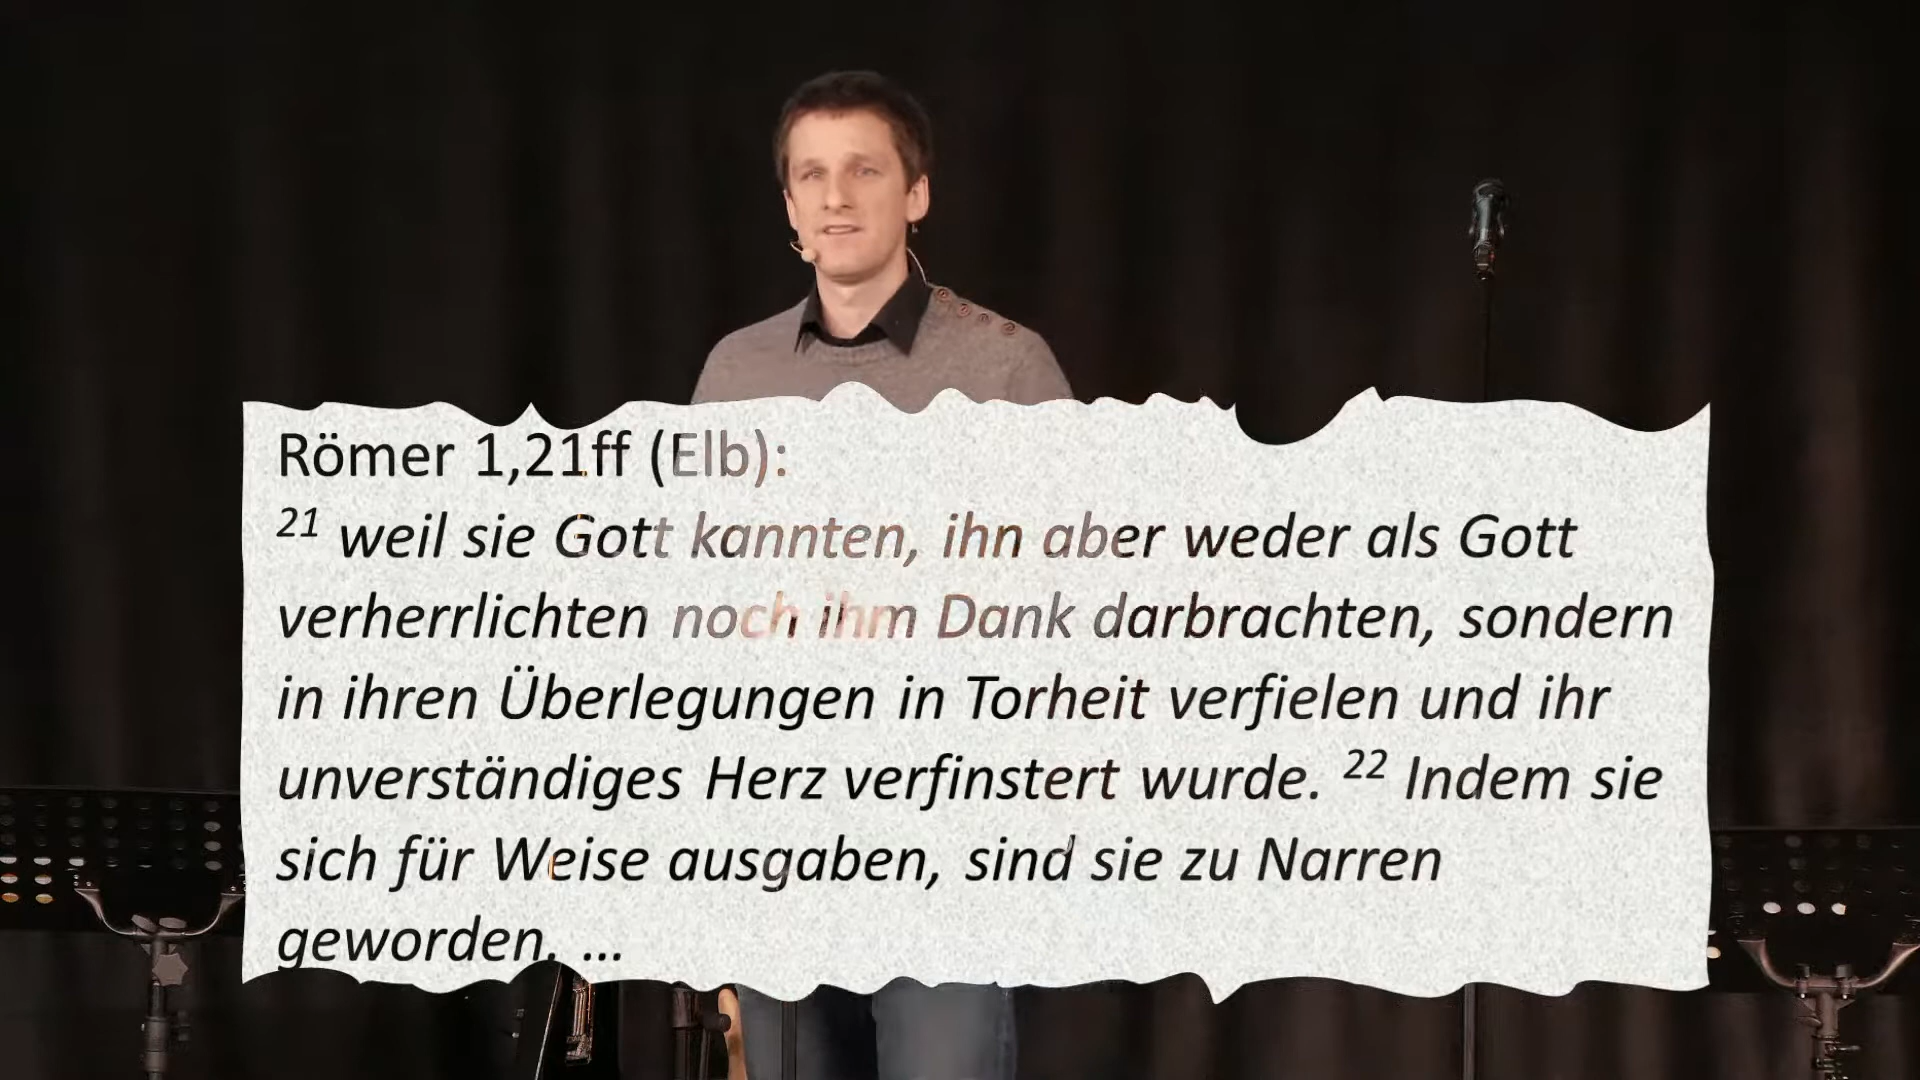 Römer 1,21ff (Elb):
21 weil sie Gott kannten, ihn aber weder als Gott
verherrlichten noch ihm Dank darbrachten, sondern
in ihren Überlegungen in Torheit verfielen und ihr
unverständiges Herz verfinstert wurde. 22 Indem sie
sich für Weise ausgaben, sind sie zu Narren
geworden. ...